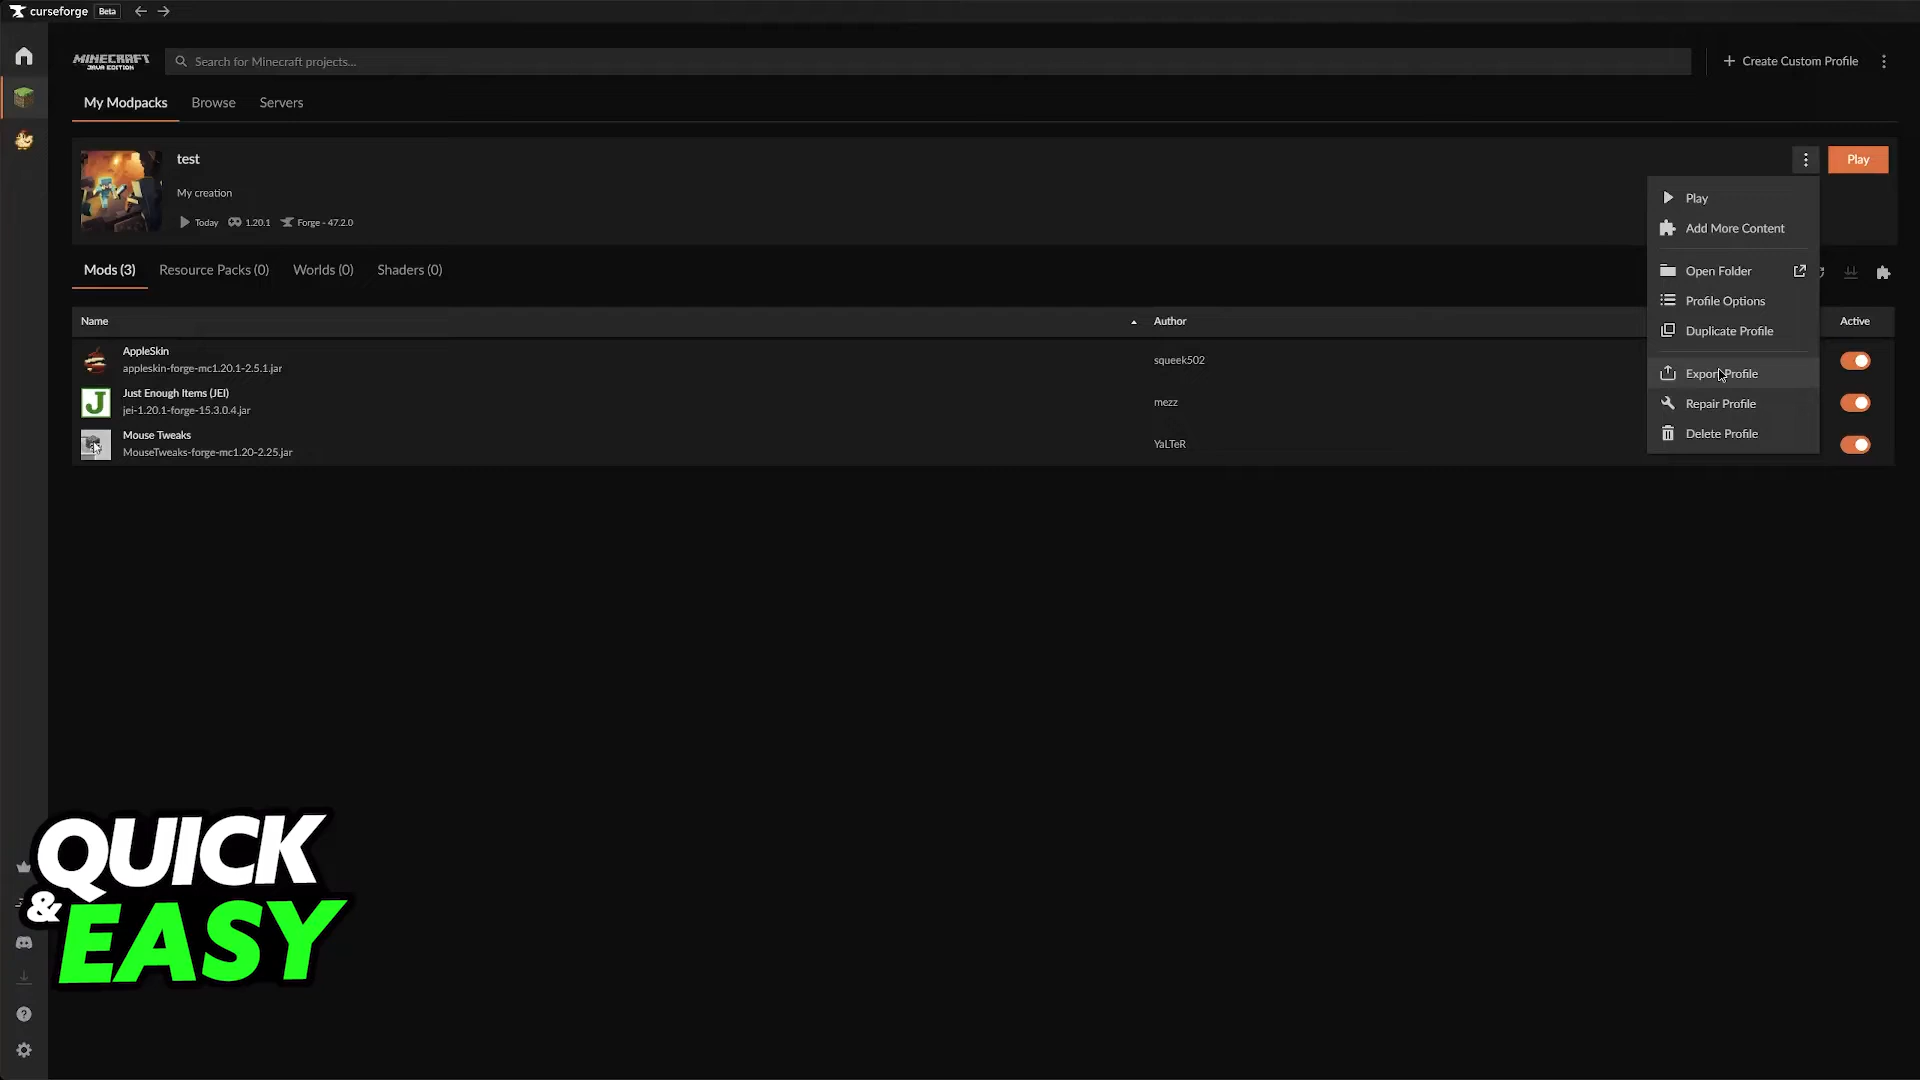 curseforge Beta
MINECRAFT
JAVA EDITION
Search for Minecraft projects...
Create Custom Profile
My Modpacks
Browse
Servers
test
Play
My creation
Today
1.20.1
Forge - 47.2.0
Play
Add More Content
Open Folder
Profile Options
Duplicate Profile
Export Profile
Repair Profile
Delete Profile
Mods (3)
Resource Packs (0)
Worlds (0)
Shaders (0)
Name
Author
Active
AppleSkin
appleskin-forge-mc1.20.1-2.5.1.jar
squeek502
J
Just Enough Items (JEI)
jei-1.20.1-forge-15.3.0.4.jar
mezz
Mouse Tweaks
MouseTweaks-forge-mc1.20-2.25.jar
YaLTeR
QUICK
& EASY